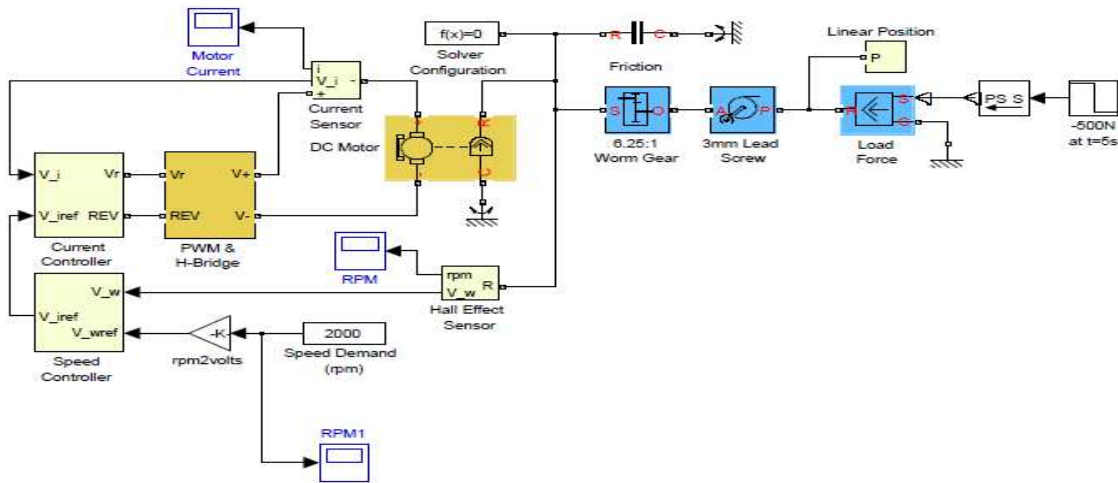 Motor
Current
i
V_i
+
-
Current
Sensor
f(x)=0
Solver
Configuration
R
C
Friction
Linear Position
P
S
O
6.25:1
Worm Gear
A
P
3mm Lead
Screw
R
S
C
Load
Force
PS S
-500N
at t=5s
DC Motor
+
-
R
C
V_i
Vr
V_iref
REV
Current
Controller
Vr
V+
REV
V-
PWM &
H-Bridge
RPM
rpm
V_w
R
Hall Effect
Sensor
V_w
V_iref
V_wref
Speed
Controller
-K-
rpm2volts
2000
Speed Demand
(rpm)
RPM1